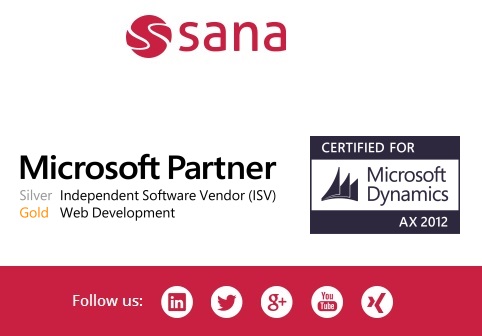 sana
Microsoft Partner
Silver Independent Software Vendor (ISV)
Gold Web Development
CERTIFIED FOR
Microsoft
Dynamics
AX 2012
Follow us:
in
g+
You
Tube